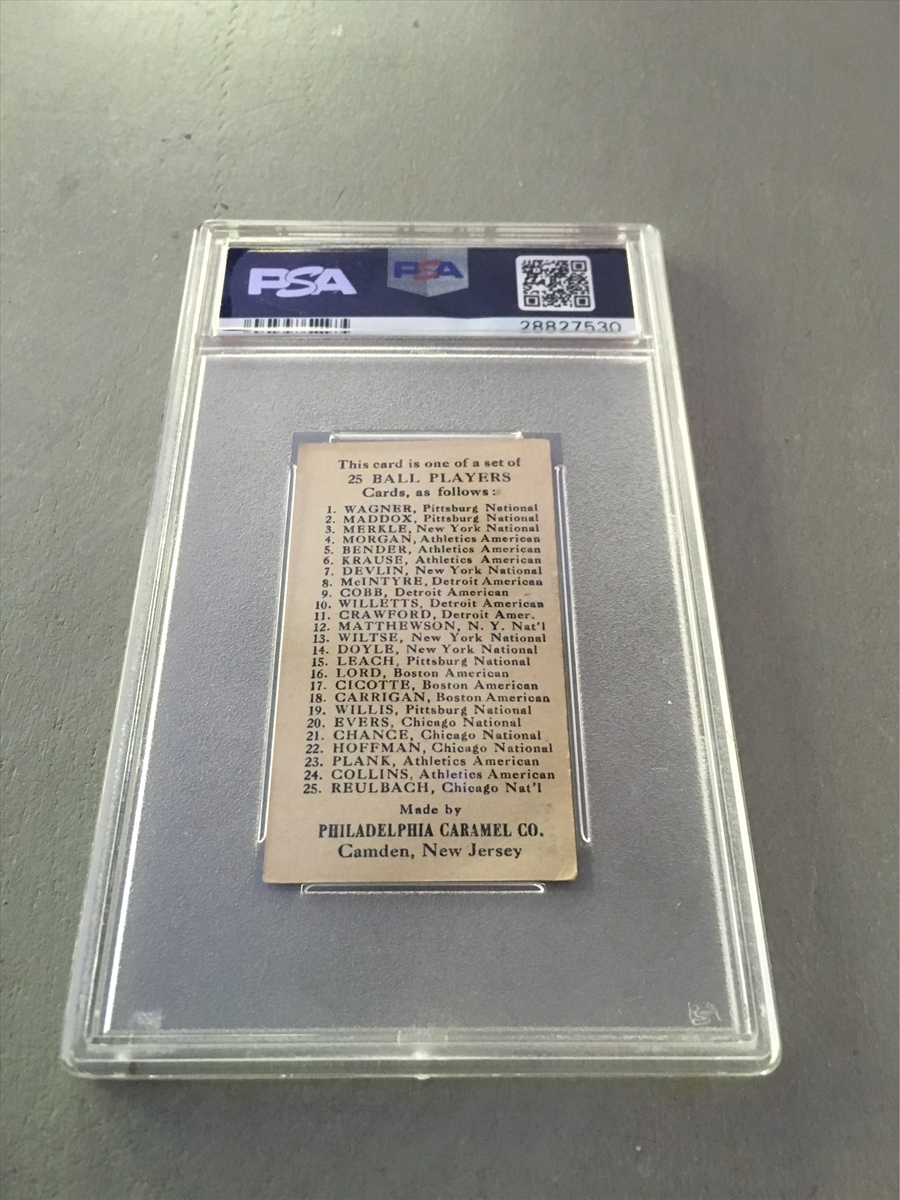 PSA PSA
28827530
This card is one of a set of
25 BALL PLAYERS
Cards, as follows:
1. WAGNER, Pittsburg National
2. MADDOX, Pittsburg National
3. MERKLE, New York National
4. MORGAN, Athletics American
5. BENDER, Athletics American
6. KRAUSE, Athletics American
7. DEVLIN, New York National
8. McINTYRE, Detroit American
9. COBB, Detroit American
10. WILLETTS, Detroit American
11. CRAWFORD, Detroit Amer.
12. MATTHEWSON, N. Y. Nat'l
13. WILTSE, New York National
14. DOYLE, New York National
15. LEACH, Pittsburg National
16. LORD, Boston American
17. CICOTTE, Boston American
18. CARRIGAN, Boston American
19. WILLIS, Pittsburg National
20. EVERS, Chicago National
21. CHANCE, Chicago National
22. HOFFMAN, Chicago National
23. PLANK, Athletics American
24. COLLINS, Athletics American
25. REULBACH, Chicago Nat'l
Made by
PHILADELPHIA CARAMEL CO.
Camden, New Jersey